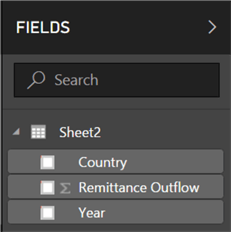 FIELDS
Search
Sheet2
Country
Σ Remittance Outflow
Year